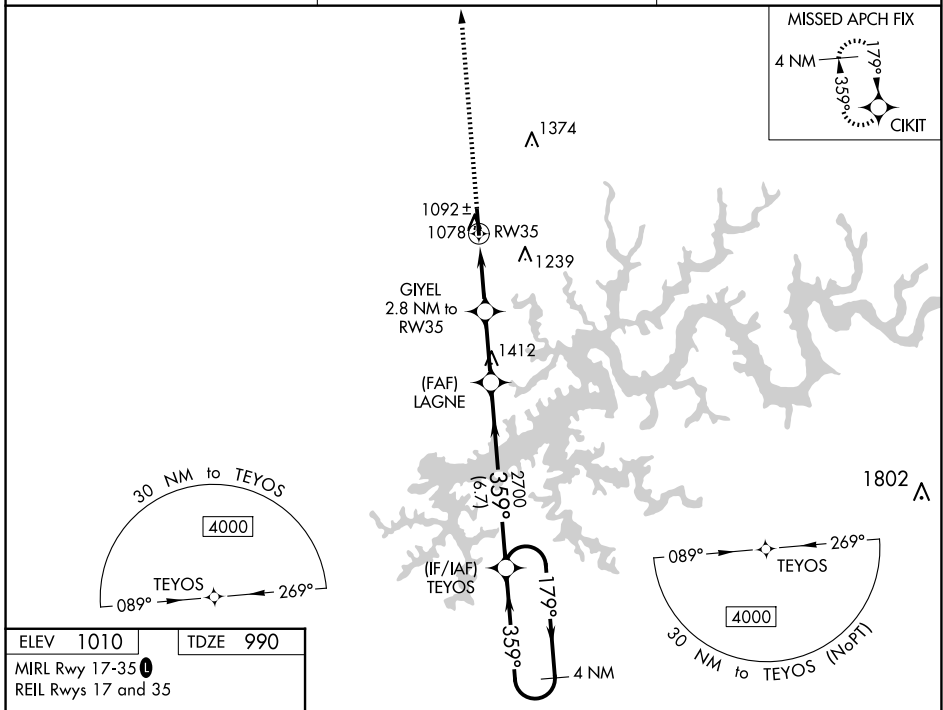 MISSED APCH FIX
4 NM
179°
359°
CIKIT
1374
1092±
1078
RW35
1239
GIYEL
2.8 NM to
RW35
1412
(FAF)
LAGNE
2700
359°
(6.7)
1802
30 NM to TEYOS
4000
TEYOS
089°
269°
(IF/IAF)
TEYOS
179°
359°
4 NM
089°
269°
TEYOS
4000
30 NM to TEYOS (NoPT)
ELEV 1010
TDZE 990
MIRL Rwy 17-35 L
REIL Rwys 17 and 35